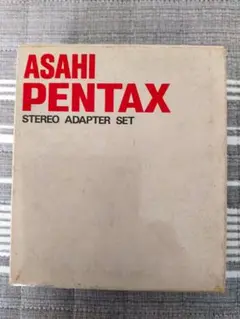 ASAHI
PENTAX
STEREO ADAPTER SET